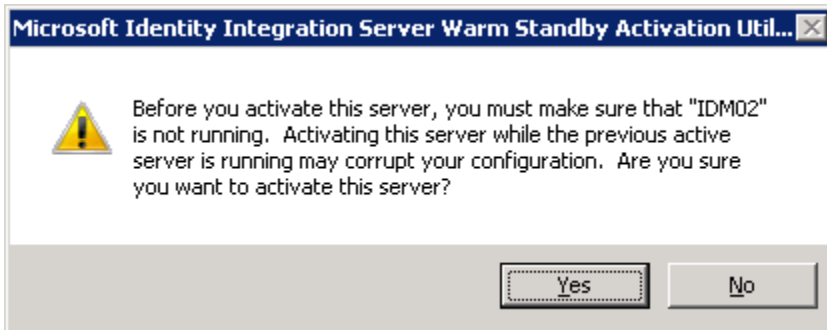 Microsoft Identity Integration Server Warm Standby Activation Util...
Before you activate this server, you must make sure that "IDM02"
is not running.  Activating this server while the previous active
server is running may corrupt your configuration.  Are you sure
you want to activate this server?
Yes No